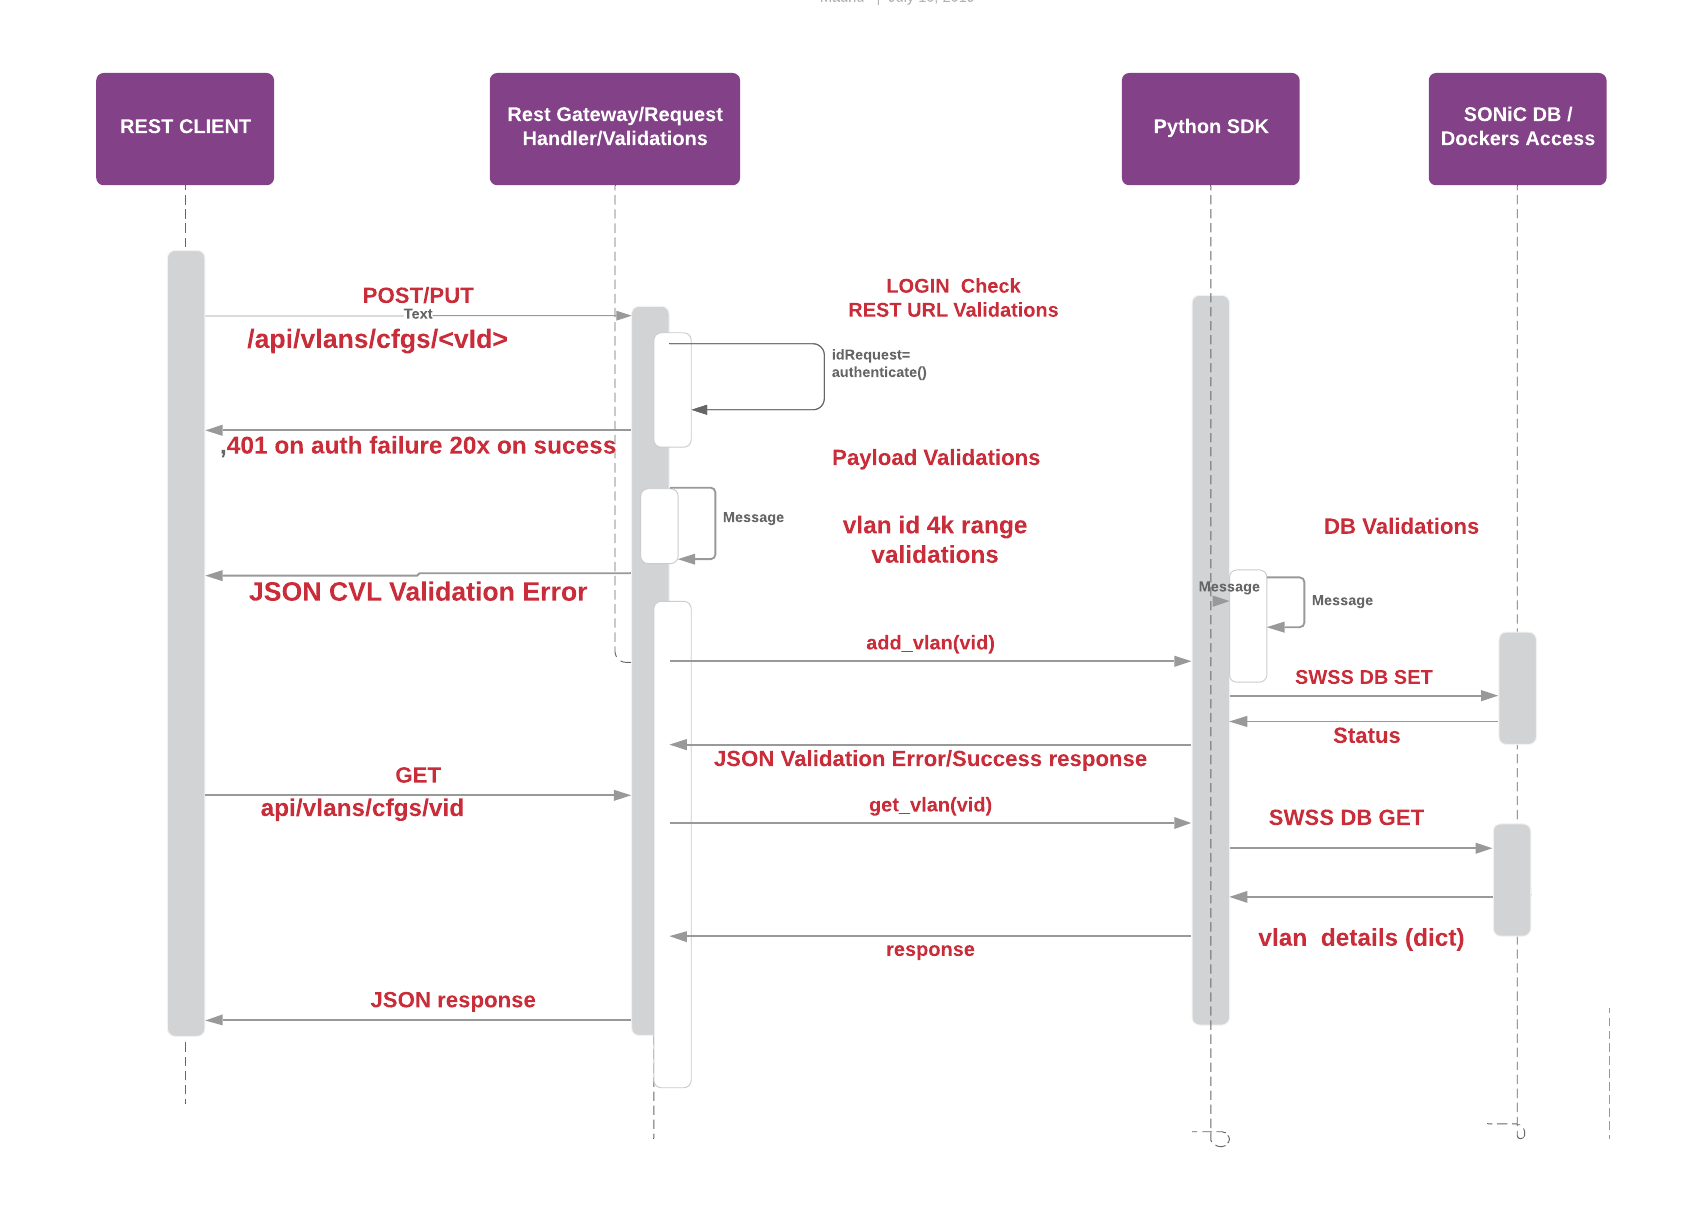 REST CLIENT
Rest Gateway/Request
Handler/Validations
Python SDK
SONiC DB /
Dockers Access
LOGIN  Check
REST URL Validations
POST/PUT
Text
/api/vlans/cfgs/<vId>
idRequest=
authenticate()
,401 on auth failure 20x on sucess
Payload Validations
Message
vlan id 4k range
validations
DB Validations
JSON CVL Validation Error
Message
Message
add_vlan(vid)
SWSS DB SET
Status
JSON Validation Error/Success response
GET
api/vlans/cfgs/vid
get_vlan(vid)
SWSS DB GET
vlan  details (dict)
response
JSON response